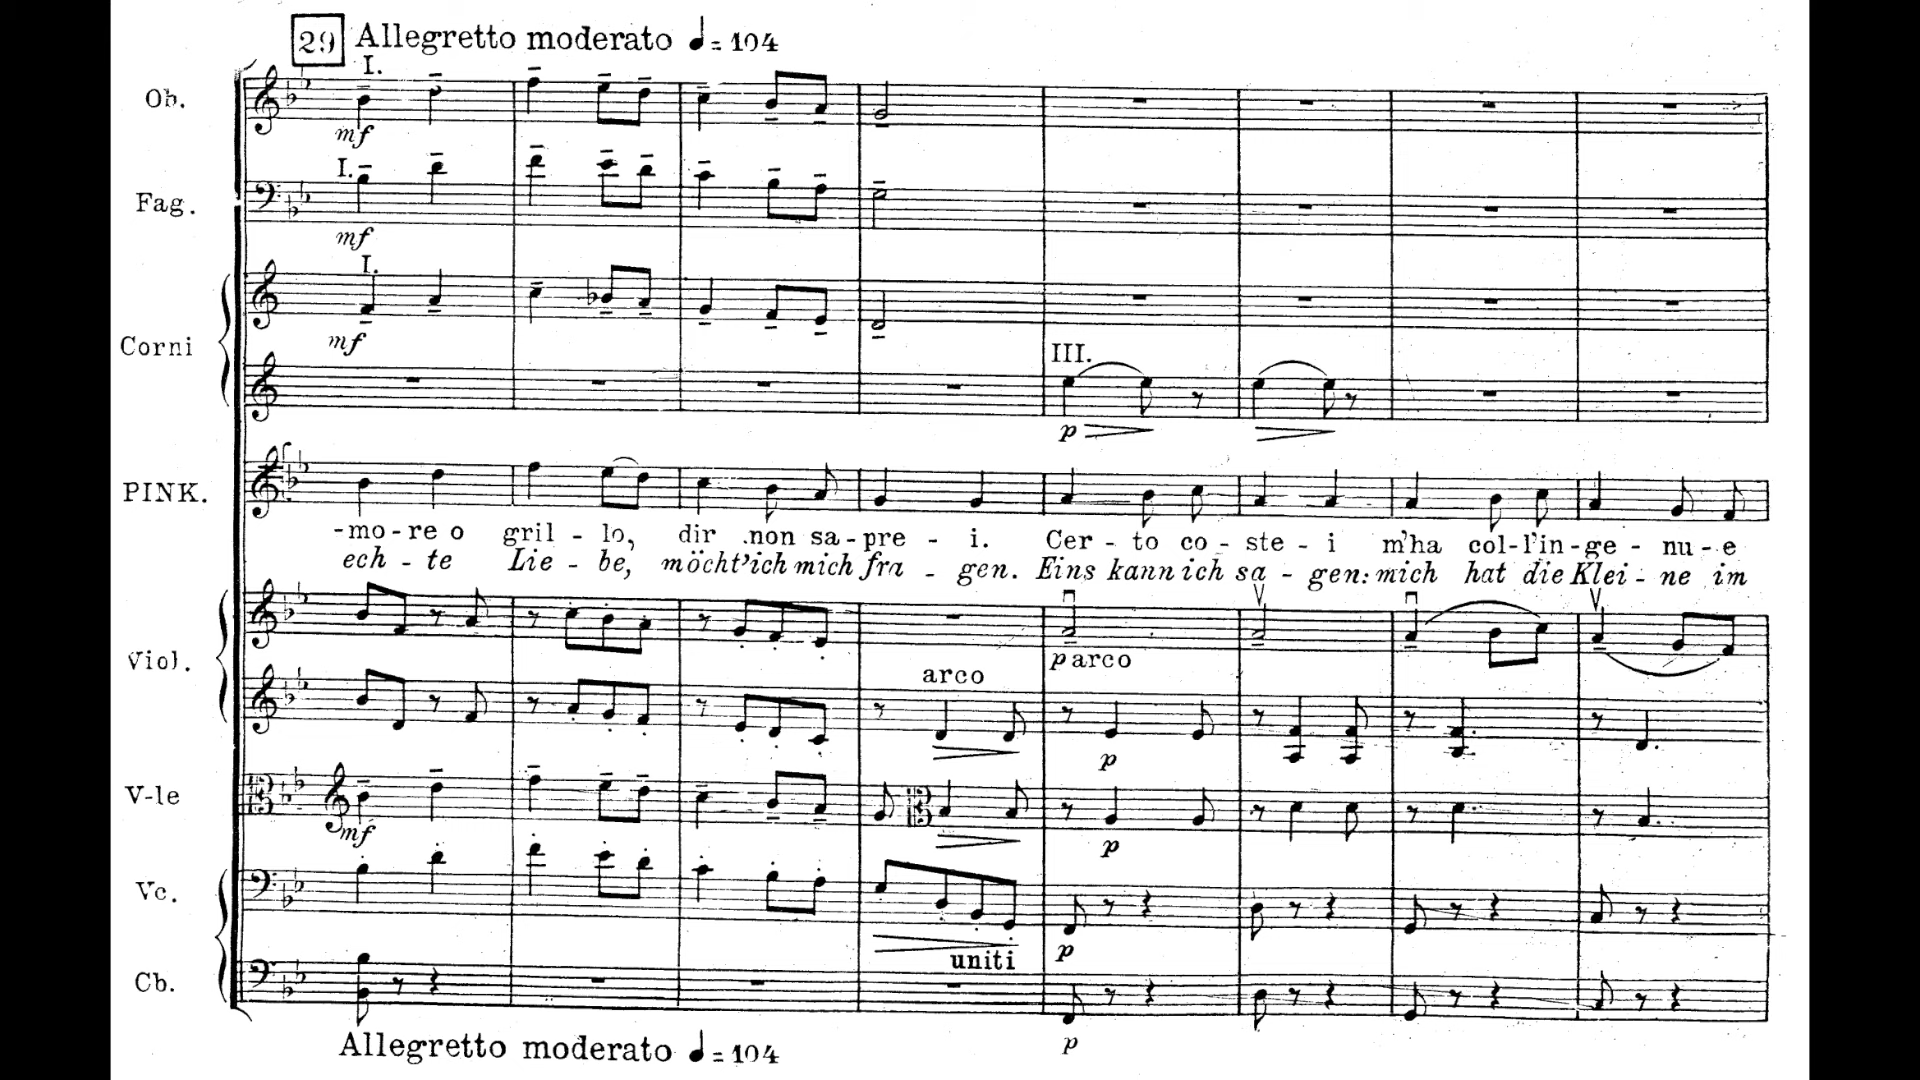 29 Allegretto moderato ♩= 104
Ob.
I.
mf
Fag.
I.
mf
Corni
I.
mf
III.
p
PINK.
-mo-re o gril - lo, dir non sa-pre - i. Cer - to co - ste - i m'ha col-l'in-ge - nu - e
ech - te Lie - be, möcht'ich mich fra - gen. Eins kann ich sa - gen: mich hat die Klei - ne im
Viol.
p arco
arco
p
V-le
mf
p
Vc.
p
uniti
Cb.
p
Allegretto moderato ♩= 104